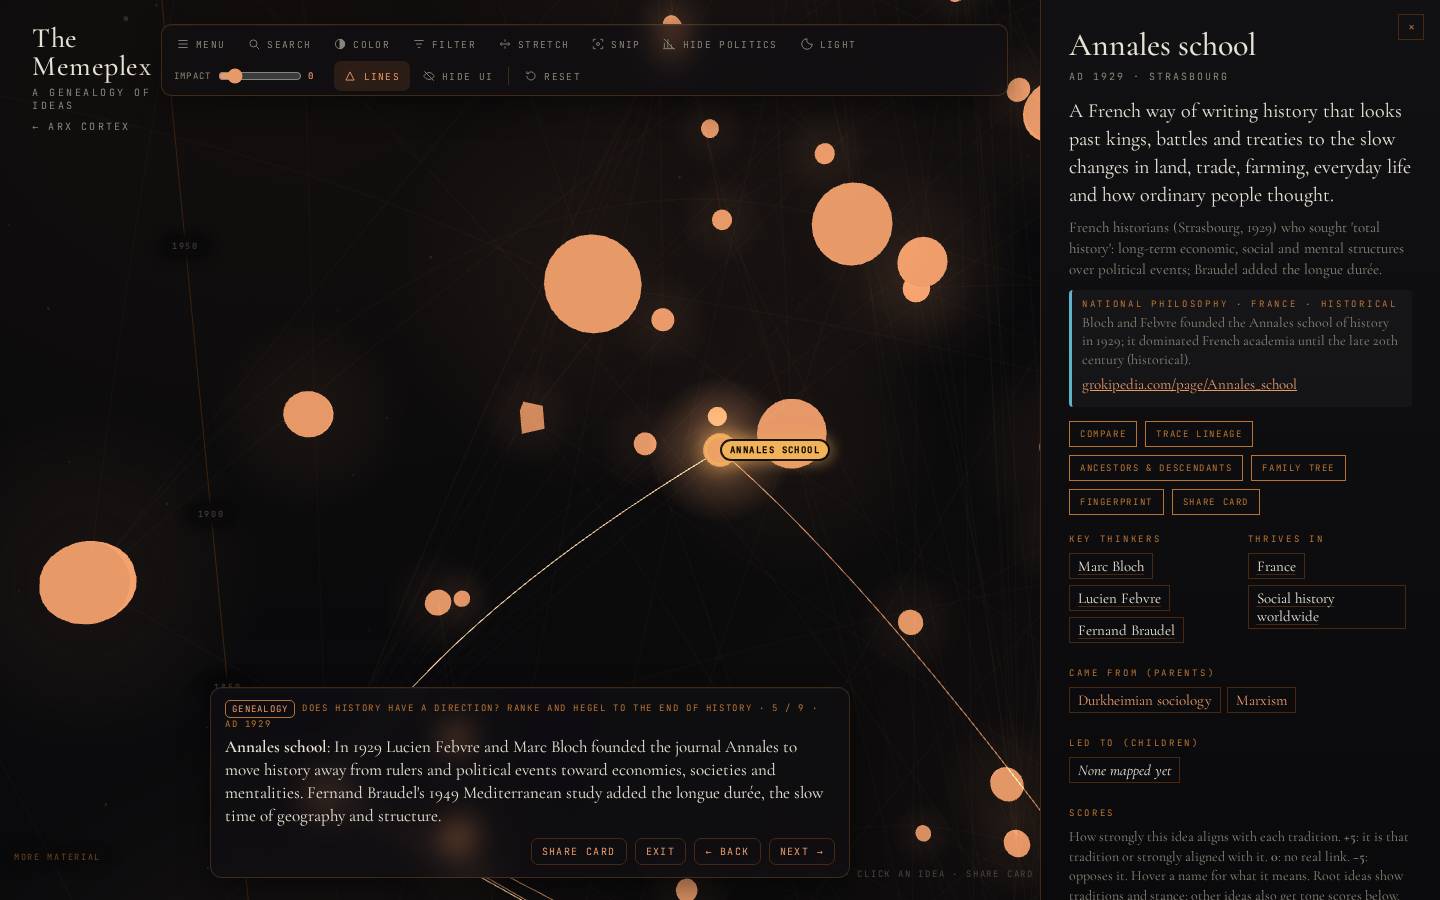 The
Memeplex
A GENEALOGY OF
IDEAS
← ARX CORTEX
MENU SEARCH COLOR FILTER STRETCH SNIP HIDE POLITICS LIGHT
IMPACT 0 LINES HIDE UI RESET
1950
1900
1850
ANNALES SCHOOL
GENEALOGY DOES HISTORY HAVE A DIRECTION? RANKE AND HEGEL TO THE END OF HISTORY · 5 / 9 ·
AD 1929
Annales school: In 1929 Lucien Febvre and Marc Bloch founded the journal Annales to
move history away from rulers and political events toward economies, societies and
mentalities. Fernand Braudel's 1949 Mediterranean study added the longue durée, the slow
time of geography and structure.
SHARE CARD EXIT ← BACK NEXT →
MORE MATERIAL
CLICK AN IDEA · SHARE CARD
×
Annales school
AD 1929 · STRASBOURG
A French way of writing history that looks
past kings, battles and treaties to the slow
changes in land, trade, farming, everyday life
and how ordinary people thought.
French historians (Strasbourg, 1929) who sought 'total
history': long-term economic, social and mental structures
over political events; Braudel added the longue durée.
NATIONAL PHILOSOPHY · FRANCE · HISTORICAL
Bloch and Febvre founded the Annales school of history
in 1929; it dominated French academia until the late 20th
century (historical).
grokipedia.com/page/Annales_school
COMPARE TRACE LINEAGE
ANCESTORS & DESCENDANTS FAMILY TREE
FINGERPRINT SHARE CARD
KEY THINKERS
Marc Bloch
Lucien Febvre
Fernand Braudel
THRIVES IN
France
Social history
worldwide
CAME FROM (PARENTS)
Durkheimian sociology Marxism
LED TO (CHILDREN)
None mapped yet
SCORES
How strongly this idea aligns with each tradition. +5: it is that
tradition or strongly aligned with it. 0: no real link. −5:
opposes it. Hover a name for what it means. Root ideas show
traditions and stance; other ideas also get tone scores below.